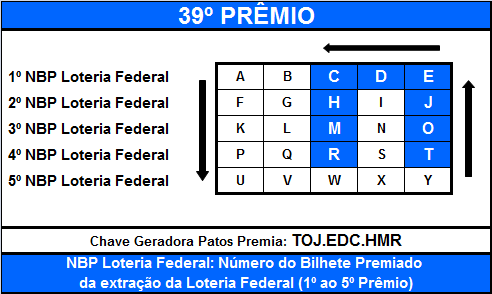 39º PRÊMIO
1º NBP Loteria Federal A B C D E
2º NBP Loteria Federal F G H I J
3º NBP Loteria Federal K L M N O
4º NBP Loteria Federal P Q R S T
5º NBP Loteria Federal U V W X Y
Chave Geradora Patos Premia: TOJ.EDC.HMR
NBP Loteria Federal: Número do Bilhete Premiado
da extração da Loteria Federal (1º ao 5º Prêmio)